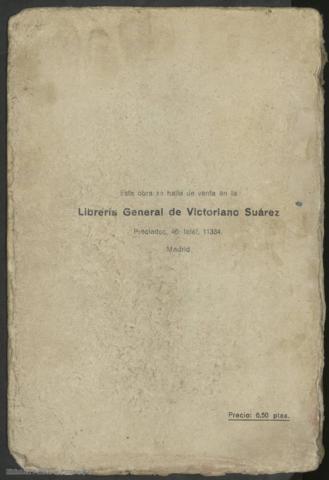 Esta obra se halla de venta en la
Librería General de Victoriano Suárez
Preciados, 46: teléf. 11334.
Madrid.
Precio: 6,50 ptas.